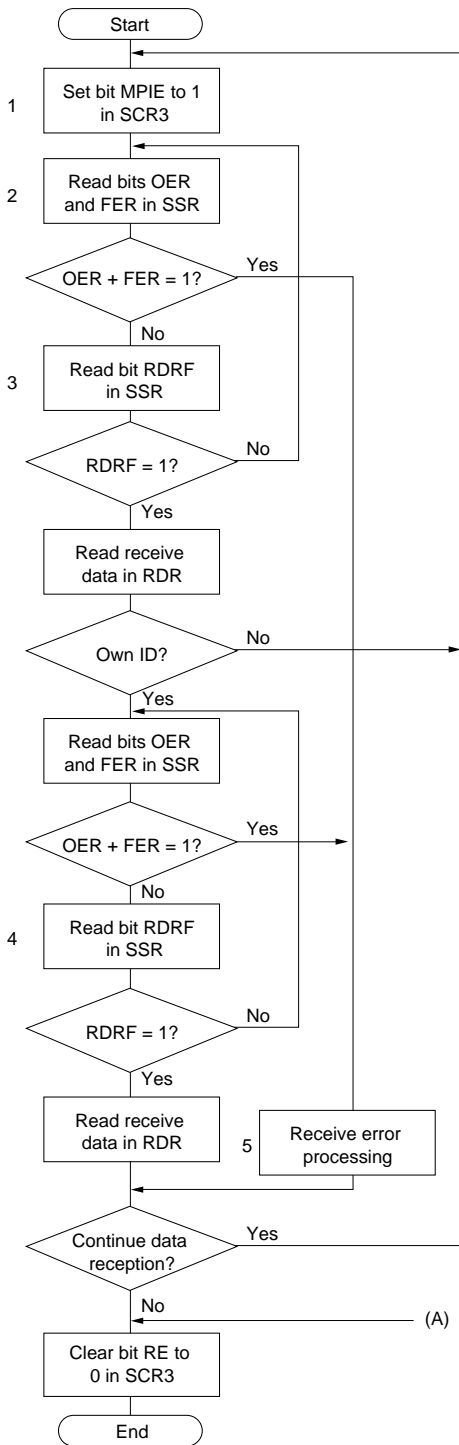 Start
1
Set bit MPIE to 1
in SCR3
2
Read bits OER
and FER in SSR
OER + FER = 1?
Yes
No
3
Read bit RDRF
in SSR
RDRF = 1?
No
Yes
Read receive
data in RDR
Own ID?
No
Yes
Read bits OER
and FER in SSR
OER + FER = 1?
Yes
No
4
Read bit RDRF
in SSR
RDRF = 1?
No
Yes
Read receive
data in RDR
5
Receive error
processing
Continue data
reception?
Yes
No
(A)
Clear bit RE to
0 in SCR3
End